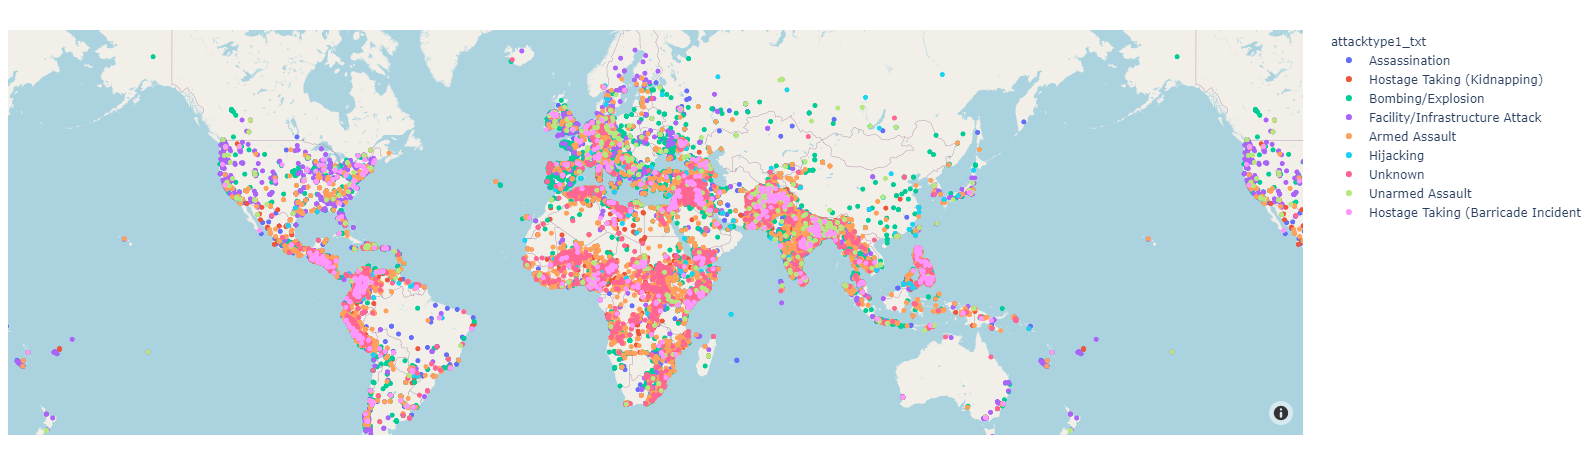 attacktype1_txt
Assassination
Hostage Taking (Kidnapping)
Bombing/Explosion
Facility/Infrastructure Attack
Armed Assault
Hijacking
Unknown
Unarmed Assault
Hostage Taking (Barricade Incident